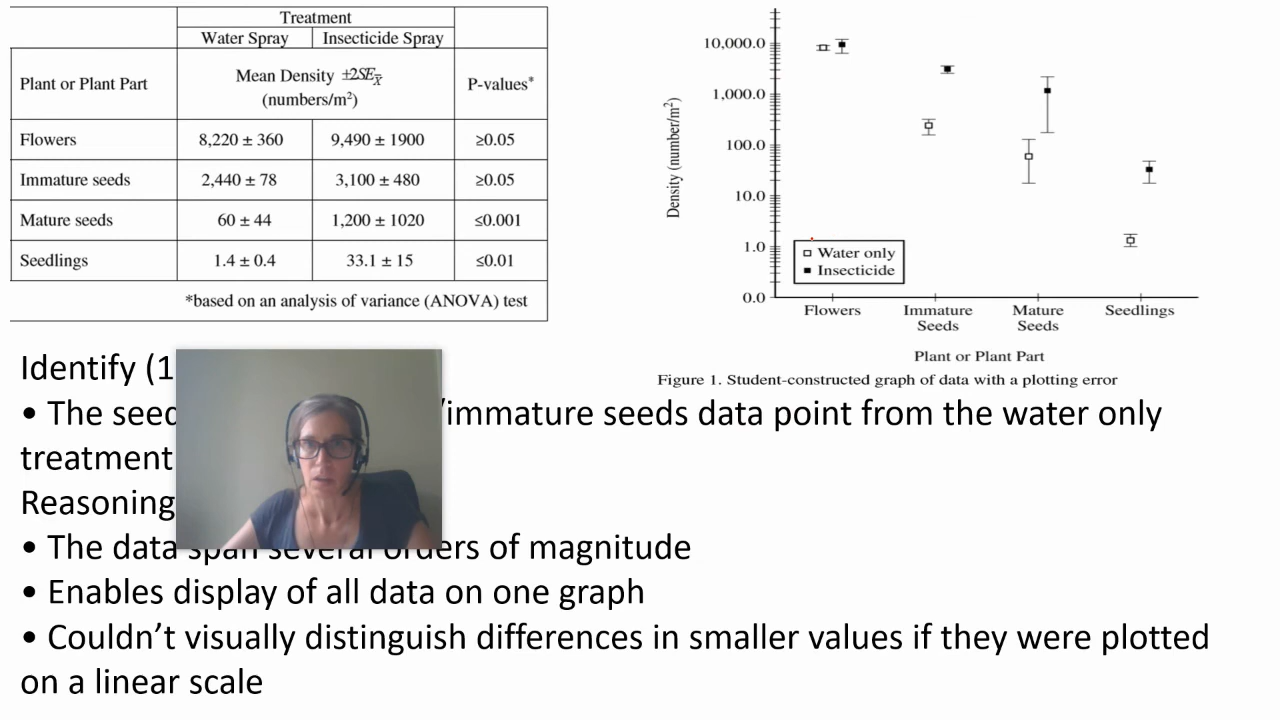 Treatment
Water Spray Insecticide Spray
Plant or Plant Part Mean Density ±2SEx̄ (numbers/m²) P-values*
Flowers 8,220 ± 360 9,490 ± 1900 ≥0.05
Immature seeds 2,440 ± 78 3,100 ± 480 ≥0.05
Mature seeds 60 ± 44 1,200 ± 1020 ≤0.001
Seedlings 1.4 ± 0.4 33.1 ± 15 ≤0.01
*based on an analysis of variance (ANOVA) test
Density (number/m²)
10,000.0
1,000.0
100.0
10.0
1.0
0.0
Water only
Insecticide
Flowers Immature Seeds Mature Seeds Seedlings
Plant or Plant Part
Figure 1. Student-constructed graph of data with a plotting error
Identify (1
• The seed /immature seeds data point from the water only
treatment
Reasoning
• The data span several orders of magnitude
• Enables display of all data on one graph
• Couldn’t visually distinguish differences in smaller values if they were plotted
on a linear scale